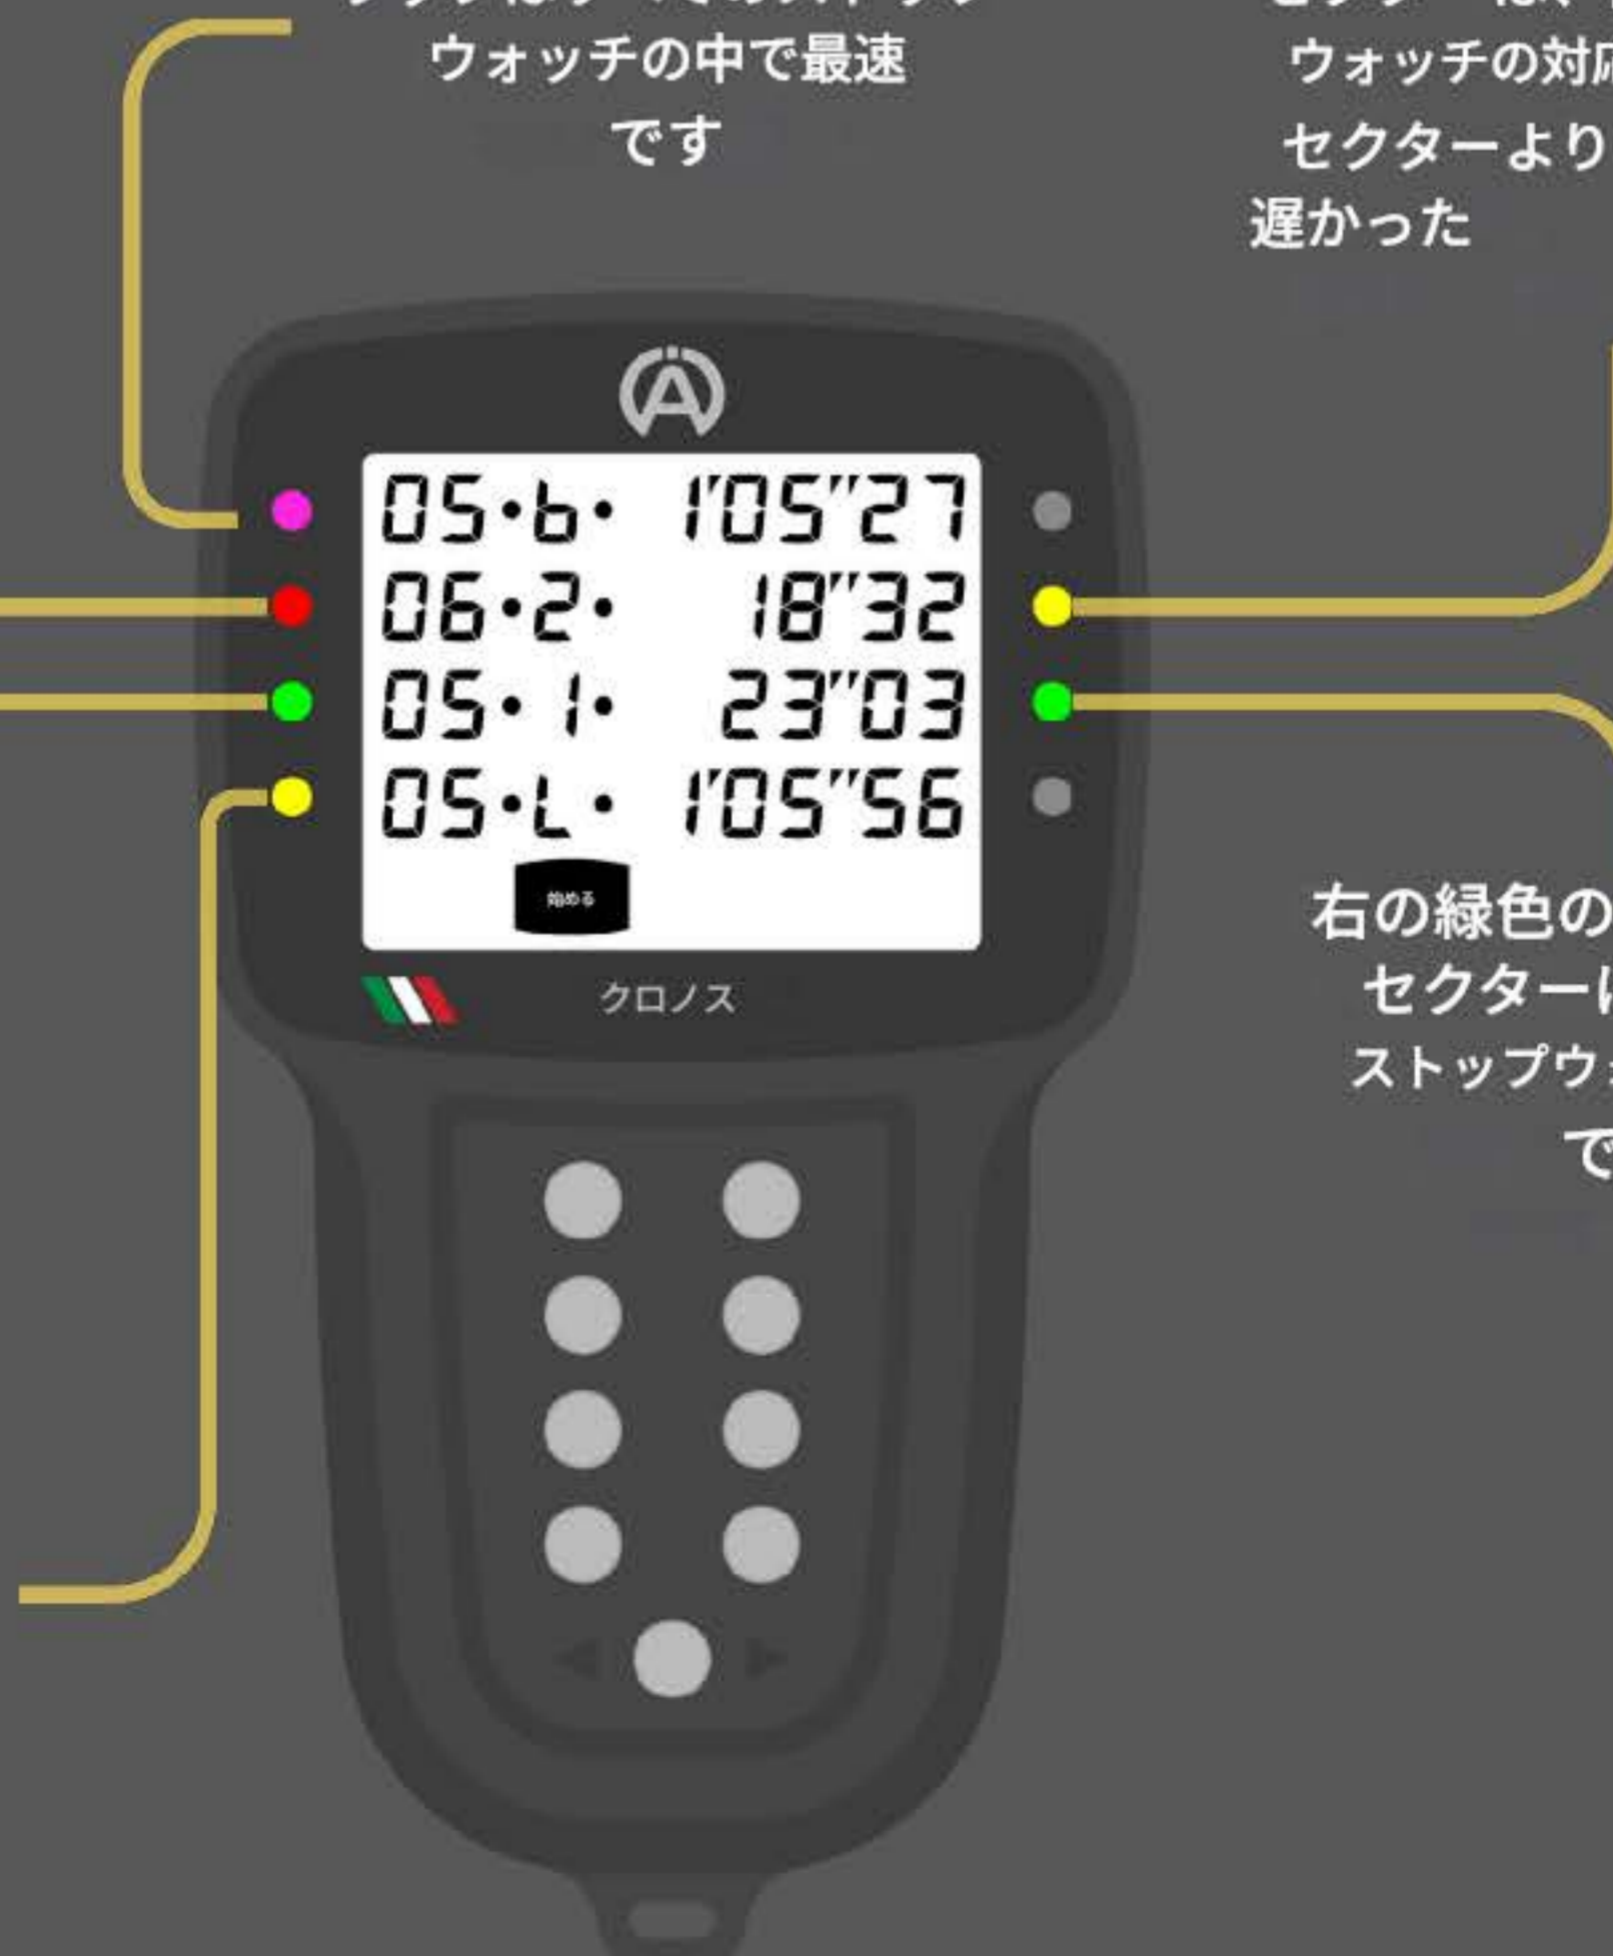 ウォッチの中で最速
です
ウォッチの対応
セクターより
遅かった
05・b・ 1'05"27
06・2・ 18"32
05・1・ 23"03
05・L・ 1'05"56
始める
クロノス
右の緑色の
セクターは
ストップウォ
で